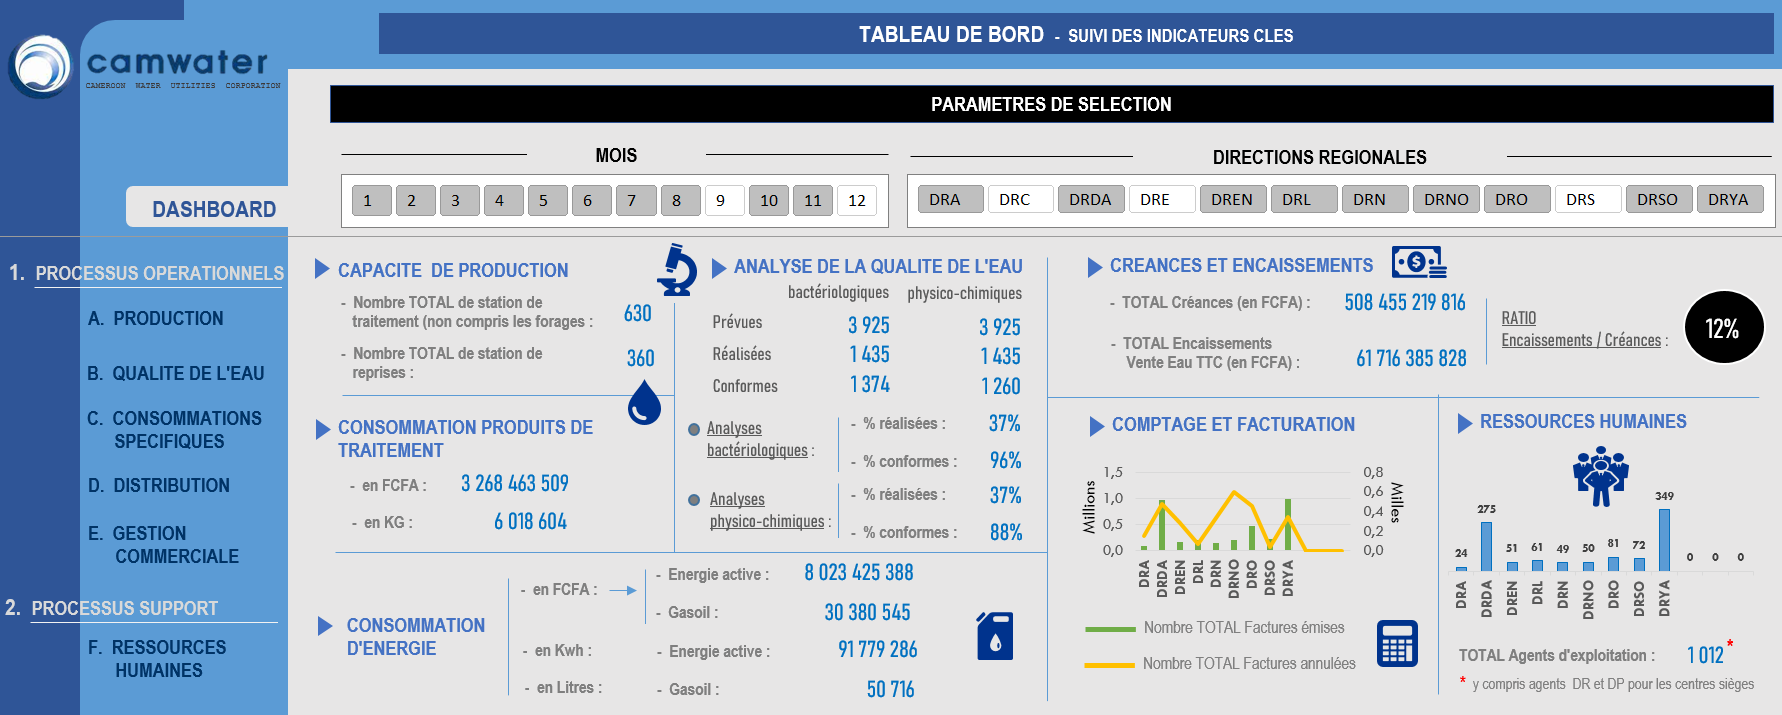 camwater
CAMEROON WATER UTILITIES CORPORATION
TABLEAU DE BORD - SUIVI DES INDICATEURS CLES
PARAMETRES DE SELECTION
MOIS
1 2 3 4 5 6 7 8 9 10 11 12
DIRECTIONS REGIONALES
DRA DRC DRDA DRE DREN DRL DRN DRNO DRO DRS DRSO DRYA
DASHBOARD
1. PROCESSUS OPERATIONNELS
A. PRODUCTION
B. QUALITE DE L'EAU
C. CONSOMMATIONS
SPECIFIQUES
D. DISTRIBUTION
E. GESTION
COMMERCIALE
2. PROCESSUS SUPPORT
F. RESSOURCES
HUMAINES
CAPACITE DE PRODUCTION
- Nombre TOTAL de station de
traitement (non compris les forages : 630
- Nombre TOTAL de station de
reprises : 360
CONSOMMATION PRODUITS DE
TRAITEMENT
- en FCFA : 3 268 463 509
- en KG : 6 018 604
ANALYSE DE LA QUALITE DE L'EAU
bactériologiques physico-chimiques
Prévues 3 925 3 925
Réalisées 1 435 1 435
Conformes 1 374 1 260
Analyses
bactériologiques :
- % réalisées : 37%
- % conformes : 96%
Analyses
physico-chimiques :
- % réalisées : 37%
- % conformes : 88%
CONSOMMATION
D'ENERGIE
- en FCFA :
- Energie active : 8 023 425 388
- Gasoil : 30 380 545
- en Kwh : - Energie active : 91 779 286
- en Litres : - Gasoil : 50 716
CREANCES ET ENCAISSEMENTS
$
- TOTAL Créances (en FCFA) : 508 455 219 816
- TOTAL Encaissements
Vente Eau TTC (en FCFA) : 61 716 385 828
RATIO
Encaissements / Créances :
12%
COMPTAGE ET FACTURATION
Millions
1,5
1,0
0,5
0,0
0,8
0,6
0,4
0,2
0,0
Milles
DRA DRDA DREN DRL DRN DRNO DRO DRSO DRYA
Nombre TOTAL Factures émises
Nombre TOTAL Factures annulées
RESSOURCES HUMAINES
24 275 51 61 49 50 81 72 349 0 0 0
DRA DRDA DREN DRL DRN DRNO DRO DRSO DRYA
TOTAL Agents d'exploitation : 1 012 *
* y compris agents DR et DP pour les centres sièges